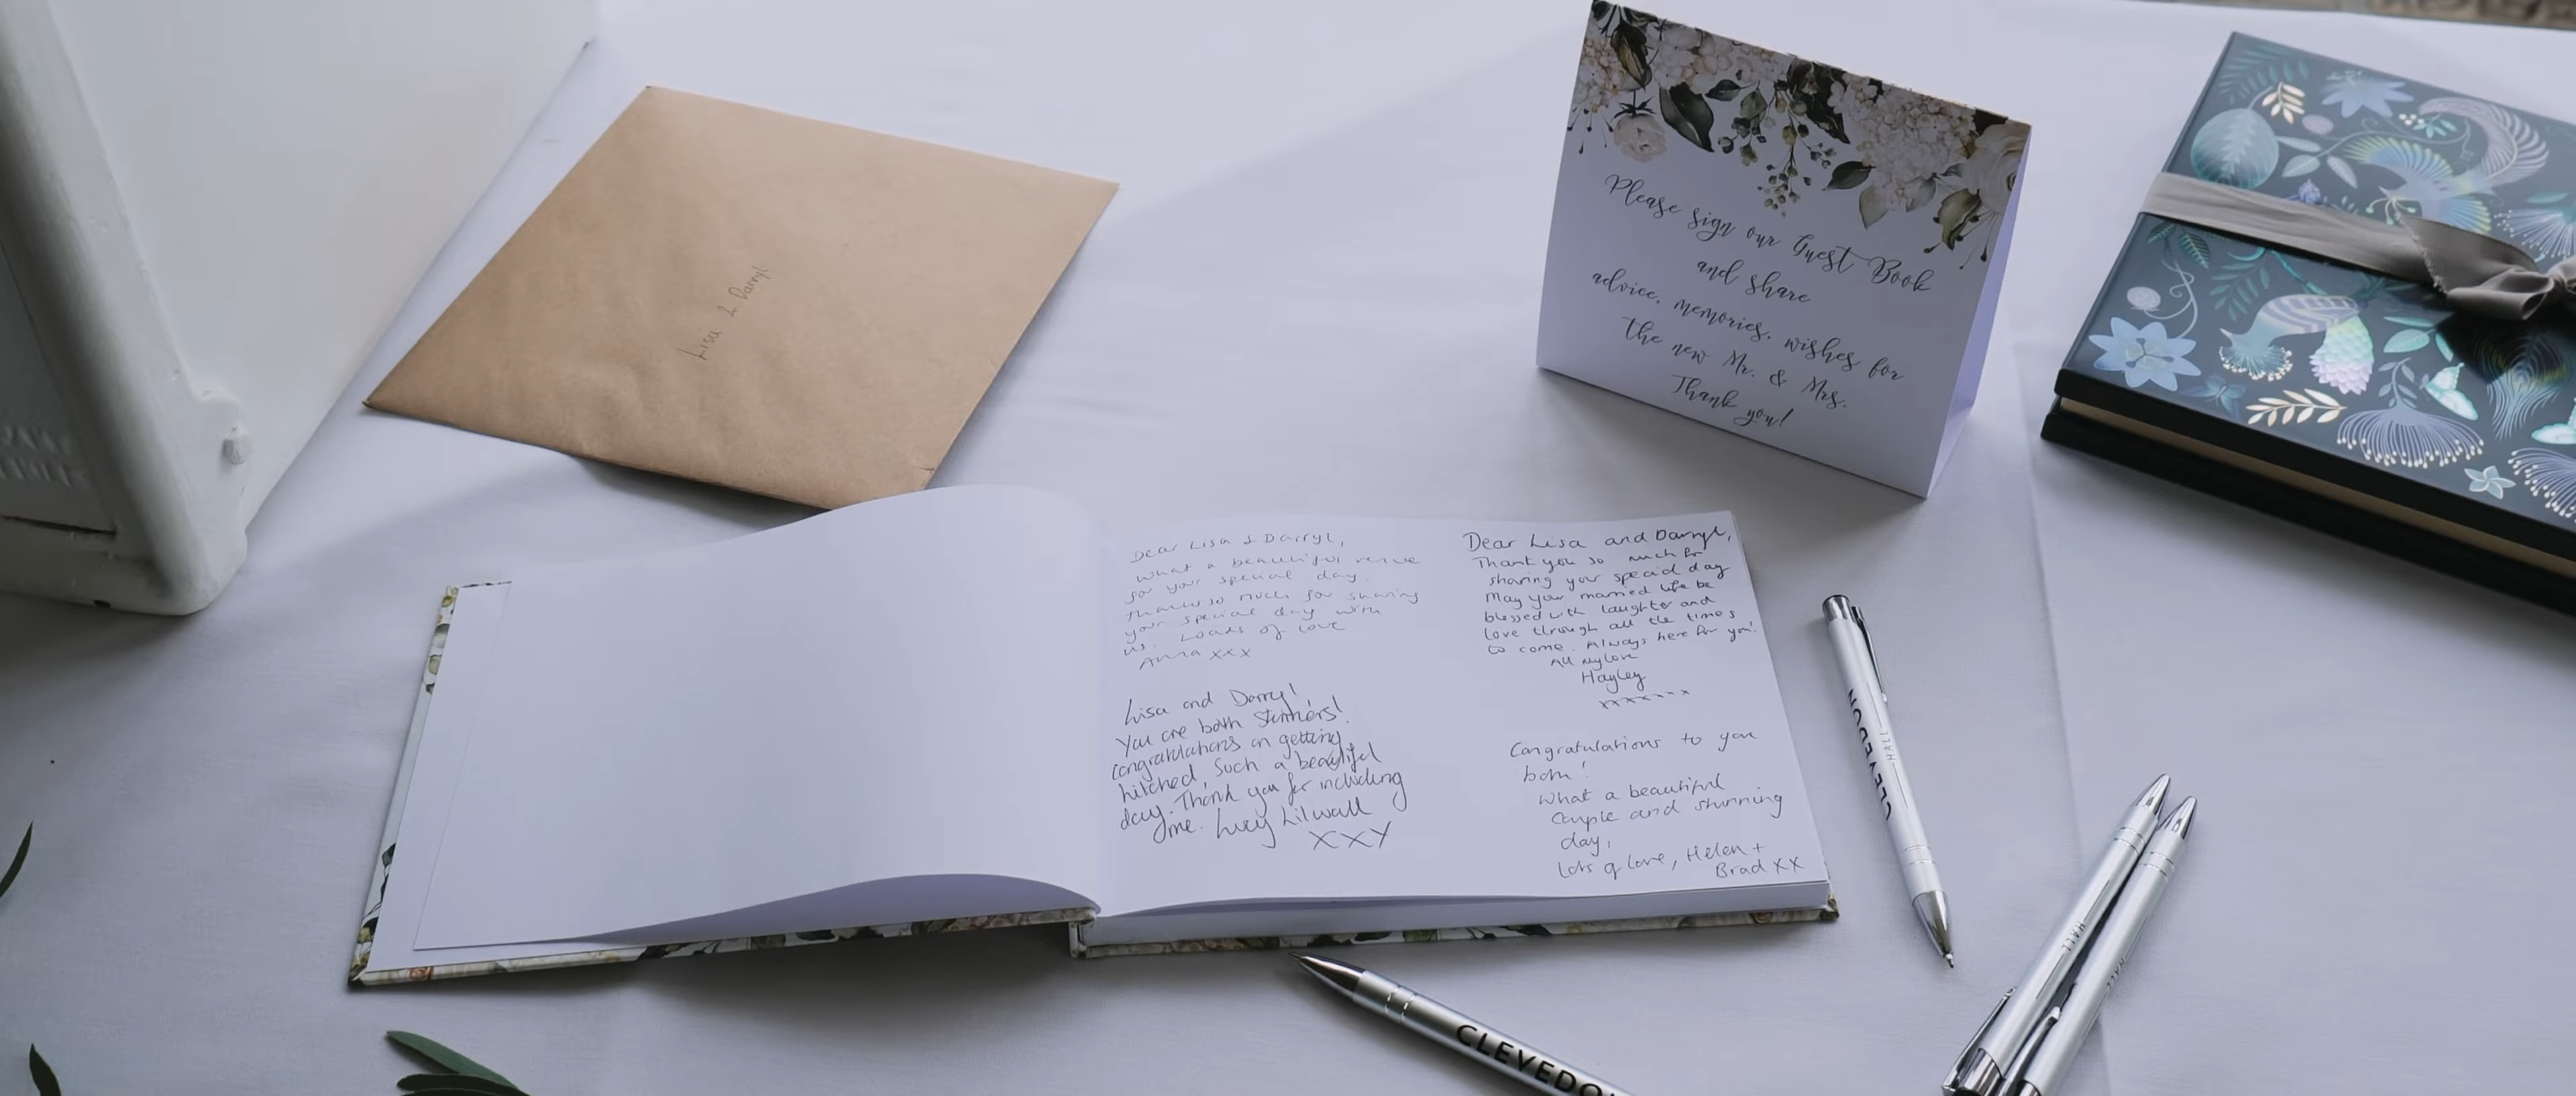 Lisa & Darryl
Please sign our Guest Book
and share
advice, memories, wishes for
the new Mr. & Mrs.
Thank you!
Dear Lisa & Darryl,
What a beautiful venue
for your special day.
Thanks so much for sharing
your special day with
us. Loads of love
Anna xxx
Lisa and Darryl
You are both stunners!
Congratulations on getting
hitched. Such a beautiful
day. Thank you for including
me. Lucy Lilwall
XXX
Dear Lisa and Darryl,
Thank you so much for
sharing your special day
May your married life be
blessed with laughter and
love through all the times
to come. Always here for you!
All my love
Hayley
xxxxxx
Congratulations to you
both!
What a beautiful
couple and stunning
day,
Lots of love, Helen +
Brad XX
CLEVEDON
HALL
HALL
HALL
CLEVEDO